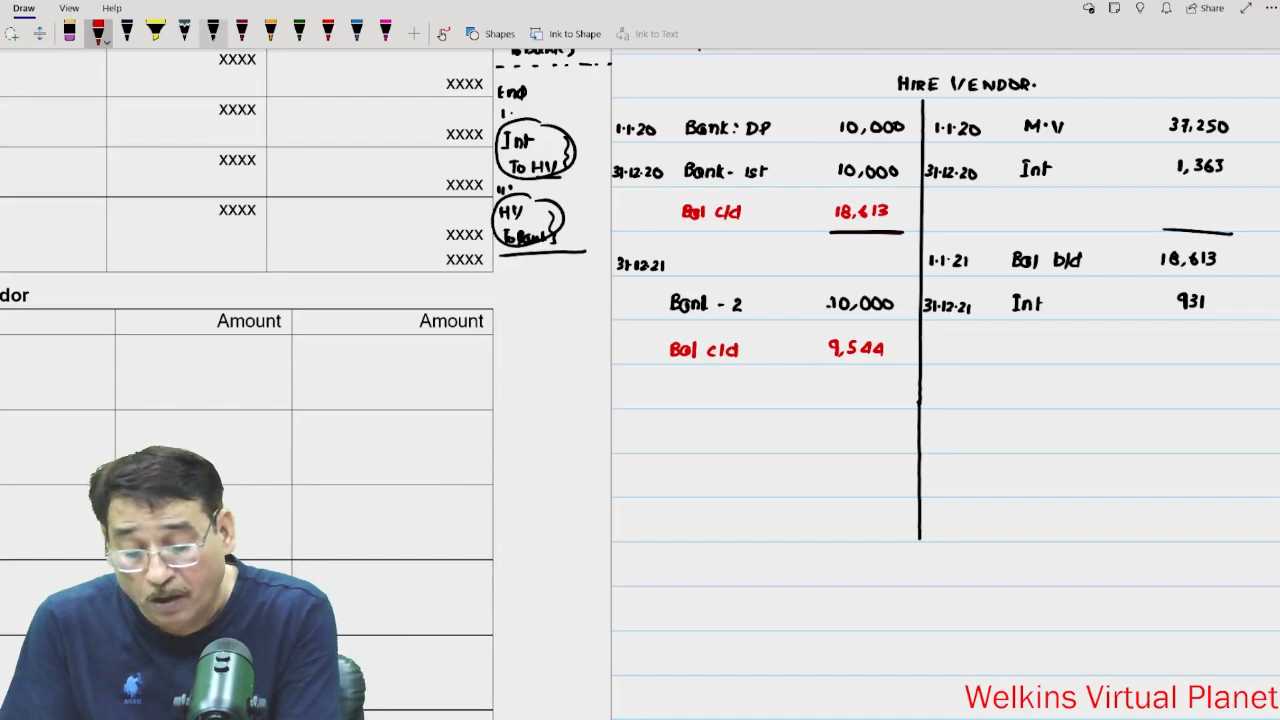 Draw View Help Share
Shapes Ink to Shape Ink to Text
XXXX
XXXX
XXXX
XXXX
XXXX
XXXX
XXXX
XXXX
XXXX
dor
Amount Amount
End
1.
Int
To HV
11.
HV
To Bank
HIRE VENDOR.
1.1.20 Bank: DP 10,000 1.1.20 M.V 37,250
31.12.20 Bank - 1st 10,000 31.12.20 Int 1,363
Bal c/d 18,613
31.12.21 1.1.21 Bal b/d 18,613
Bank - 2 10,000 31.12.21 Int 931
Bal c/d 9,544
Welkins Virtual Planet